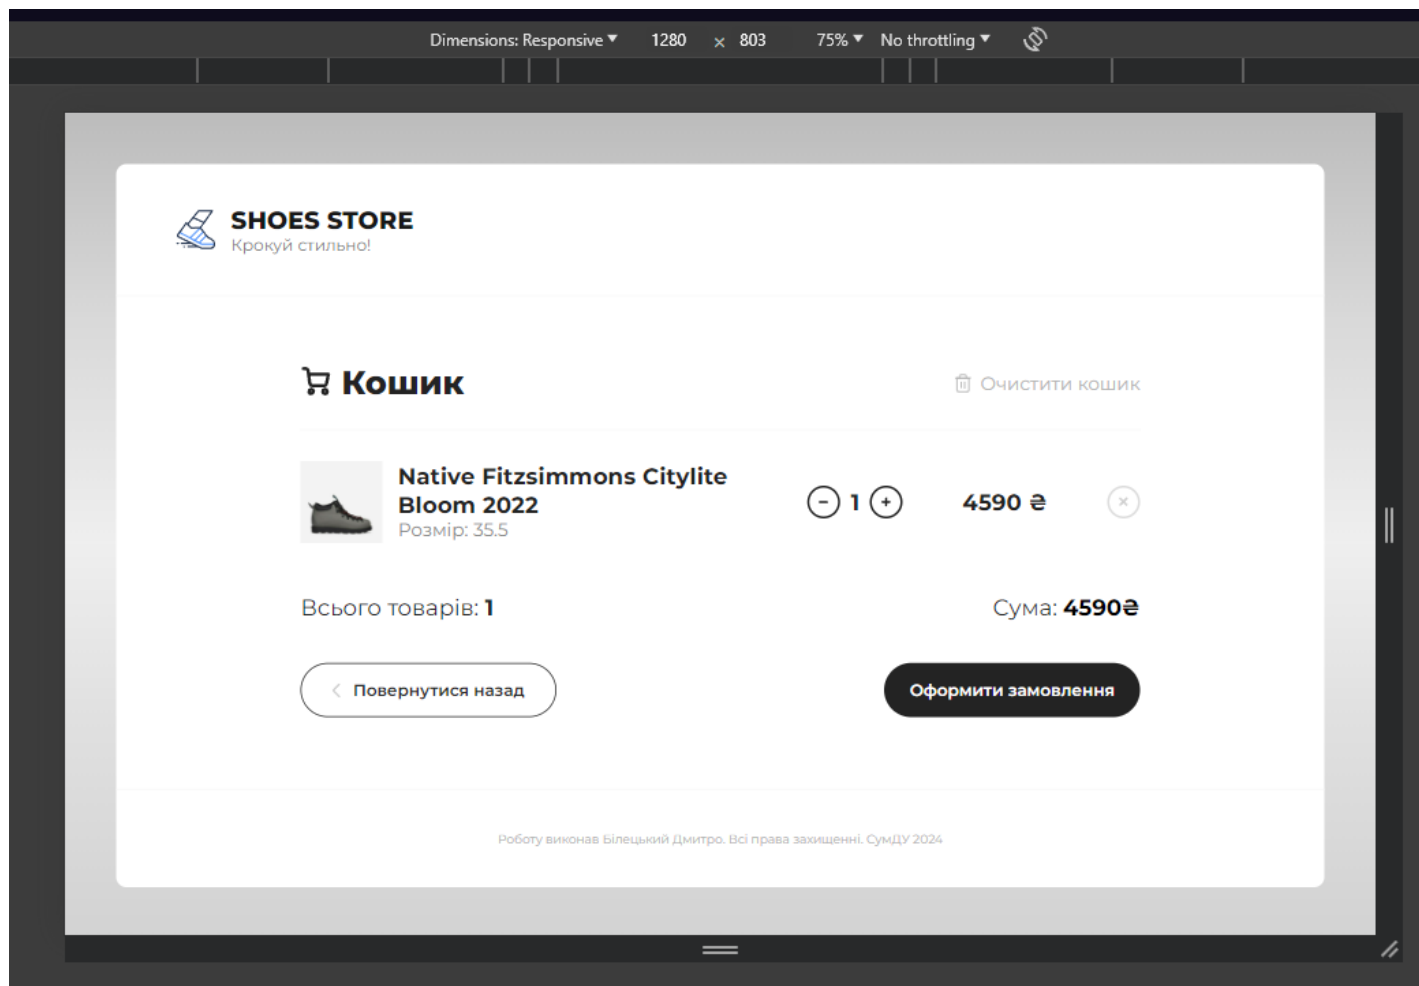 Dimensions: Responsive 1280 × 803 75% No throttling
SHOES STORE
Крокуй стильно!
Кошик
Очистити кошик
Native Fitzsimmons Citylite
Bloom 2022
Розмір: 35.5
1
4590 ₴
Всього товарів: 1
Сума: 4590₴
Повернутися назад
Оформити замовлення
Роботу виконав Білецький Дмитро. Всі права захищенні. СумДУ 2024